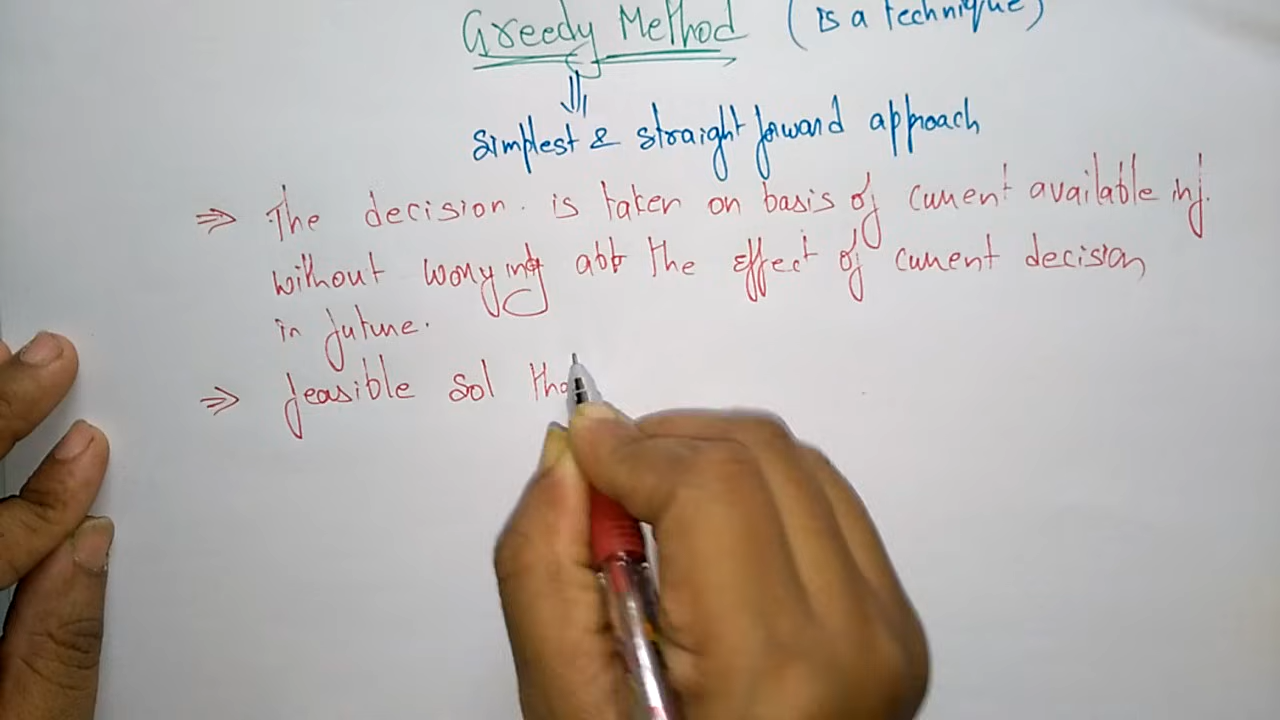 Greedy Method (is a technique)
simplest & straight forward approach
⇒ The decision is taken on basis of current available inf.
without worrying abt the effect of current decision
in future.
⇒ feasible sol tha